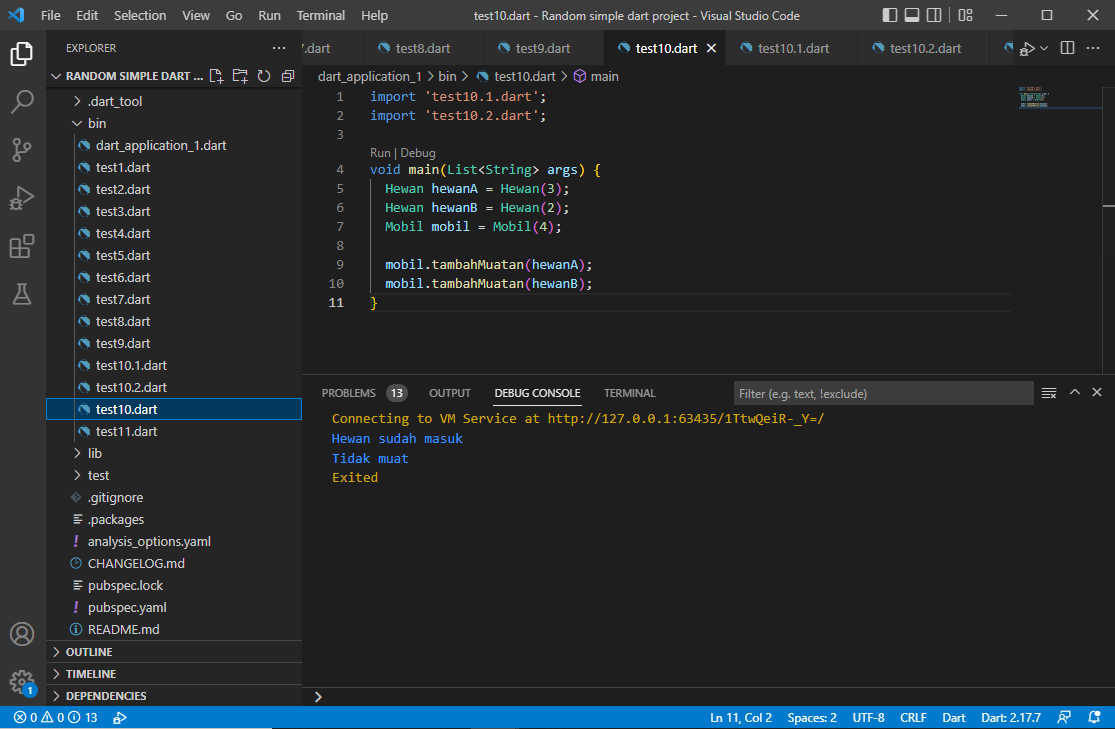 File Edit Selection View Go Run Terminal Help test10.dart - Random simple dart project - Visual Studio Code
EXPLORER
RANDOM SIMPLE DART ...
.dart_tool
bin
dart_application_1.dart
test1.dart
test2.dart
test3.dart
test4.dart
test5.dart
test6.dart
test7.dart
test8.dart
test9.dart
test10.1.dart
test10.2.dart
test10.dart
test11.dart
lib
test
.gitignore
.packages
analysis_options.yaml
CHANGELOG.md
pubspec.lock
pubspec.yaml
README.md
OUTLINE
TIMELINE
DEPENDENCIES
1
7.dart test8.dart test9.dart test10.dart test10.1.dart test10.2.dart
dart_application_1 > bin > test10.dart > main
1 import 'test10.1.dart';
2 import 'test10.2.dart';
3
Run | Debug
4 void main(List<String> args) {
5 Hewan hewanA = Hewan(3);
6 Hewan hewanB = Hewan(2);
7 Mobil mobil = Mobil(4);
8
9 mobil.tambahMuatan(hewanA);
10 mobil.tambahMuatan(hewanB);
11 }
PROBLEMS 13 OUTPUT DEBUG CONSOLE TERMINAL Filter (e.g. text, !exclude)
Connecting to VM Service at http://127.0.0.1:63435/1TtwQeiR-_Y=/
Hewan sudah masuk
Tidak muat
Exited
0 0 13 Ln 11, Col 2 Spaces: 2 UTF-8 CRLF Dart Dart: 2.17.7